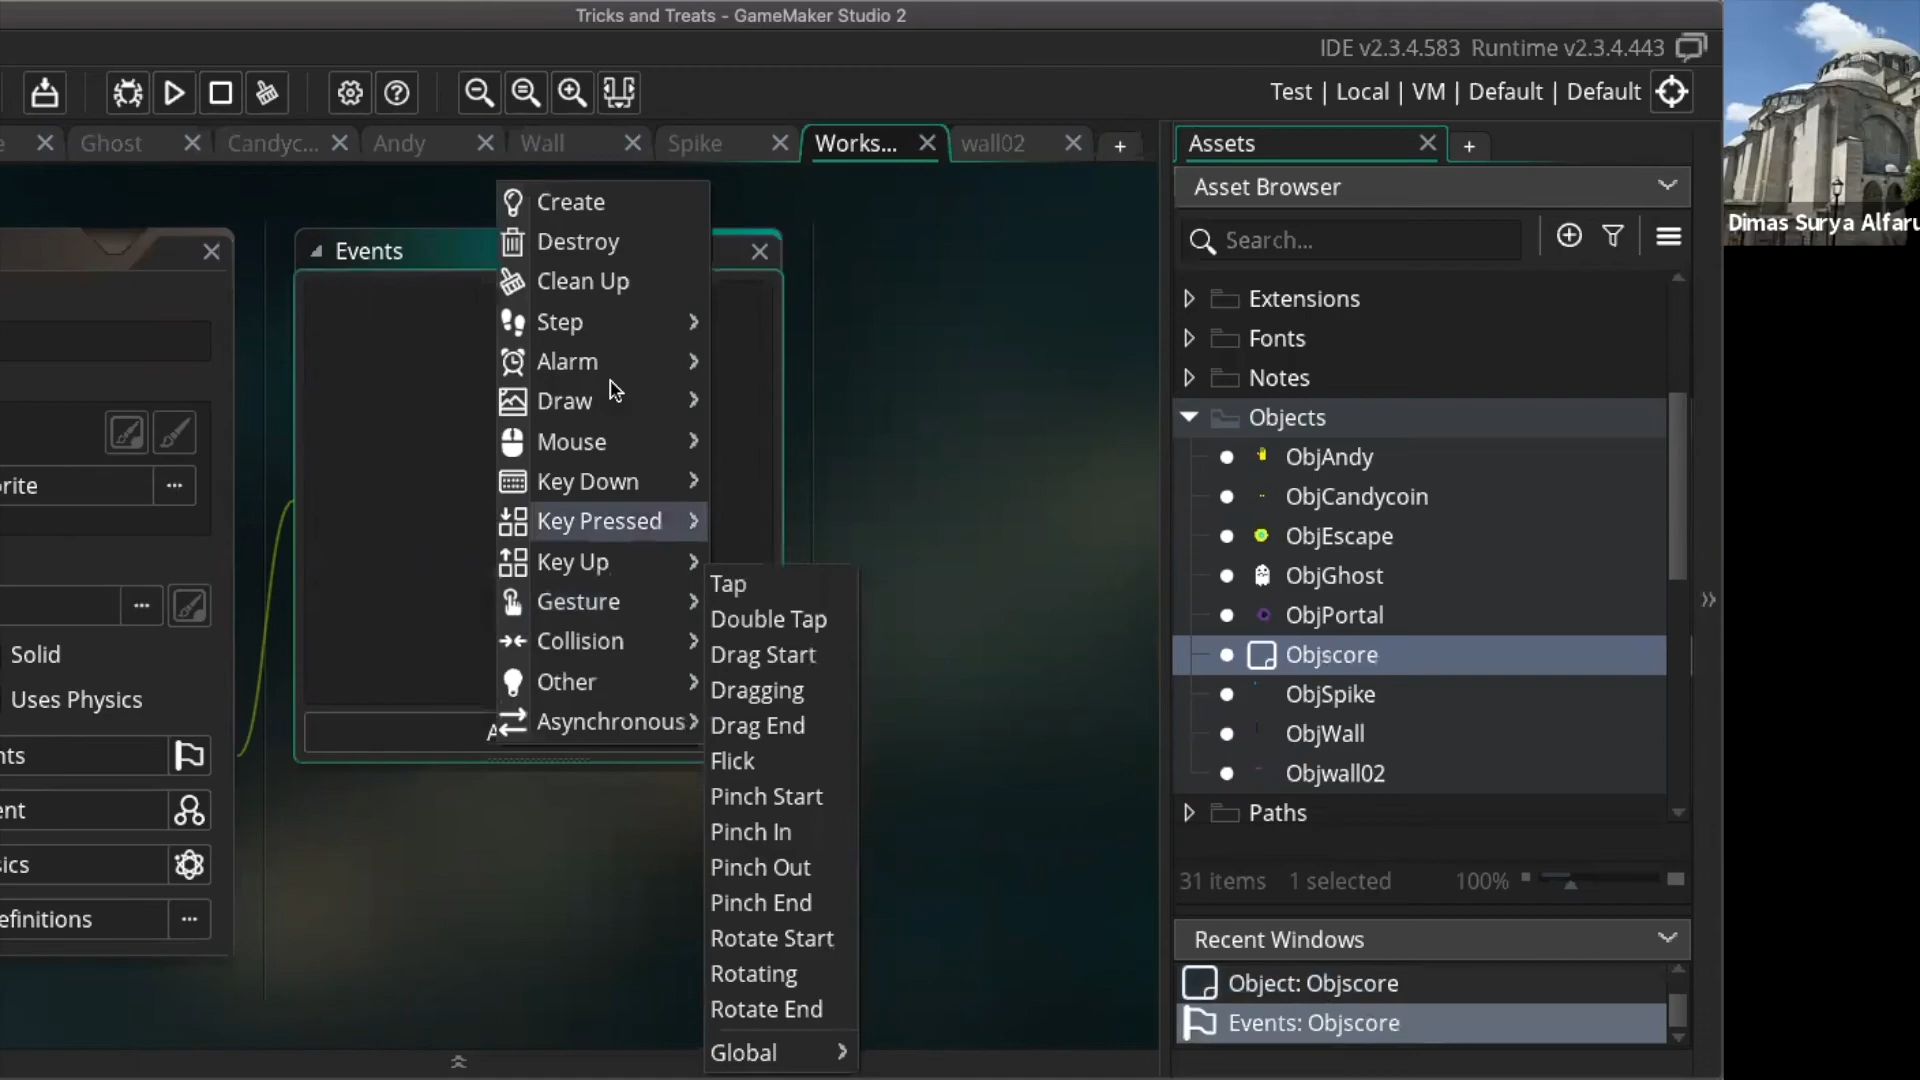 Tricks and Treats - GameMaker Studio 2
IDE v2.3.4.583 Runtime v2.3.4.443
Test | Local | VM | Default | Default
e
Ghost
Candyc...
Andy
Wall
Spike
Works...
wall02
+
Assets
+
Asset Browser
Search...
Extensions
Fonts
Notes
Objects
ObjAndy
ObjCandycoin
ObjEscape
ObjGhost
ObjPortal
Objscore
ObjSpike
ObjWall
Objwall02
Paths
31 items 1 selected 100%
Recent Windows
Object: Objscore
Events: Objscore
Events
Create
Destroy
Clean Up
Step
Alarm
Draw
Mouse
Key Down
Key Pressed
Key Up
Gesture
Collision
Other
Asynchronous
A
Tap
Double Tap
Drag Start
Dragging
Drag End
Flick
Pinch Start
Pinch In
Pinch Out
Pinch End
Rotate Start
Rotating
Rotate End
Global
rite
...
...
Solid
Uses Physics
nts
ent
sics
efinitions
...
Dimas Surya Alfaru